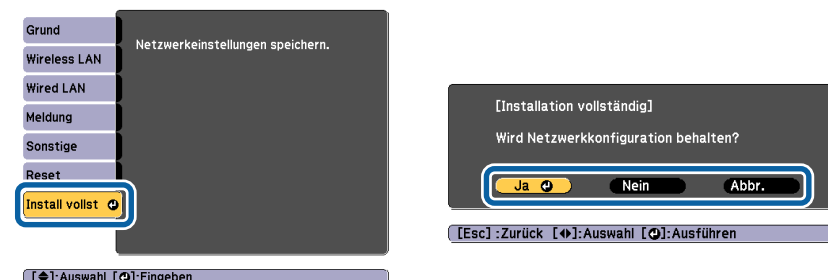 Grund
Netzwerkeinstellungen speichern.
Wireless LAN
Wired LAN
Meldung
Sonstige
Reset
Install vollst
[ ]:Auswahl [ ]:Eingeben
[Installation vollständig]
Wird Netzwerkkonfiguration behalten?
Ja Nein Abbr.
[Esc] :Zurück [ ]:Auswahl [ ]:Ausführen